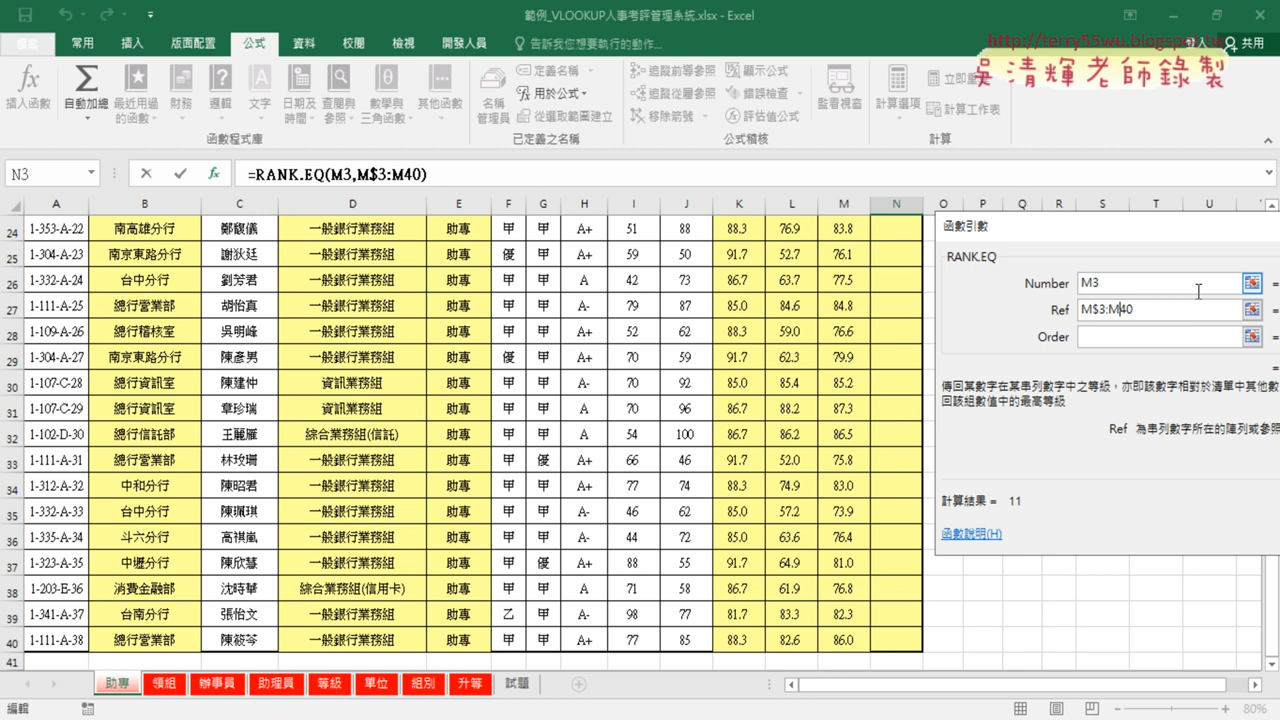 範例_VLOOKUP人事考評管理系統.xlsx - Excel
常用 插入 版面配置 公式 資料 校閱 檢視 開發人員 告訴我您想要執行的動作... 共用
http://terry55wu.blogspot.tw
吳清輝老師錄製
插入函數 自動加總 最近用過的函數 財務 邏輯 文字 日期及時間 查閱與參照 數學與三角函數 其他函數
函數程式庫
名稱管理員 定義名稱 用於公式 從選取範圍建立
已定義之名稱
追蹤前導參照 追蹤從屬參照 移除箭號 顯示公式 錯誤檢查 評估值公式 監看視窗
公式稽核
計算選項 計算工作表
計算
N3 =RANK.EQ(M3,M$3:M40)
A B C D E F G H I J K L M N O P Q R S T U
24 1-353-A-22 南高雄分行 鄭馥儀 一般銀行業務組 助專 甲 甲 A+ 51 88 88.3 76.9 83.8
25 1-304-A-23 南京東路分行 謝狄廷 一般銀行業務組 助專 優 甲 A+ 59 50 91.7 52.7 76.1
26 1-332-A-24 台中分行 劉芳君 一般銀行業務組 助專 甲 甲 A 42 73 86.7 63.7 77.5
27 1-111-A-25 總行營業部 胡怡真 一般銀行業務組 助專 甲 甲 A- 79 87 85.0 84.6 84.8
28 1-109-A-26 總行稽核室 吳明峰 一般銀行業務組 助專 甲 甲 A+ 52 62 88.3 59.0 76.6
29 1-304-A-27 南京東路分行 陳彥男 一般銀行業務組 助專 優 甲 A+ 70 59 91.7 62.3 79.9
30 1-107-C-28 總行資訊室 陳建仲 資訊業務組 助專 甲 甲 A- 70 92 85.0 85.4 85.2
31 1-107-C-29 總行資訊室 章珍瑞 資訊業務組 助專 甲 甲 A 70 96 86.7 88.2 87.3
32 1-102-D-30 總行信託部 王麗雁 綜合業務組(信託) 助專 甲 甲 A 54 100 86.7 86.2 86.5
33 1-111-A-31 總行營業部 林玫珊 一般銀行業務組 助專 甲 優 A+ 66 46 91.7 52.0 75.8
34 1-312-A-32 中和分行 陳昭君 一般銀行業務組 助專 甲 甲 A+ 77 74 88.3 74.9 83.0
35 1-332-A-33 台中分行 陳珮琪 一般銀行業務組 助專 甲 甲 A- 46 62 85.0 57.2 73.9
36 1-335-A-34 斗六分行 高祺嵐 一般銀行業務組 助專 甲 甲 A- 44 72 85.0 63.6 76.4
37 1-323-A-35 中壢分行 陳欣慧 一般銀行業務組 助專 甲 優 A- 88 55 88.3 64.9 81.0
38 1-203-E-36 消費金融部 沈時華 綜合業務組(信用卡) 助專 甲 甲 A 76 58 86.7 61.9 76.8
39 1-341-A-37 台南分行 張怡文 一般銀行業務組 助專 乙 甲 A- 98 77 81.7 83.3 82.3
40 1-111-A-38 總行營業部 陳筱苓 一般銀行業務組 助專 甲 甲 A+ 77 85 88.3 82.6 86.0
41
函數引數
RANK.EQ
Number M3 =
Ref M$3:M40 =
Order =
=
傳回某數字在某串列數字中之等級，亦即該數字相對於清單中其他數
回該組數值中的最高等級
Ref 為串列數字所在的陣列或參照
計算結果 = 11
函數說明(H)
助專 領組 辦事員 助理員 等級 單位 組別 升等 試題
編輯 80%